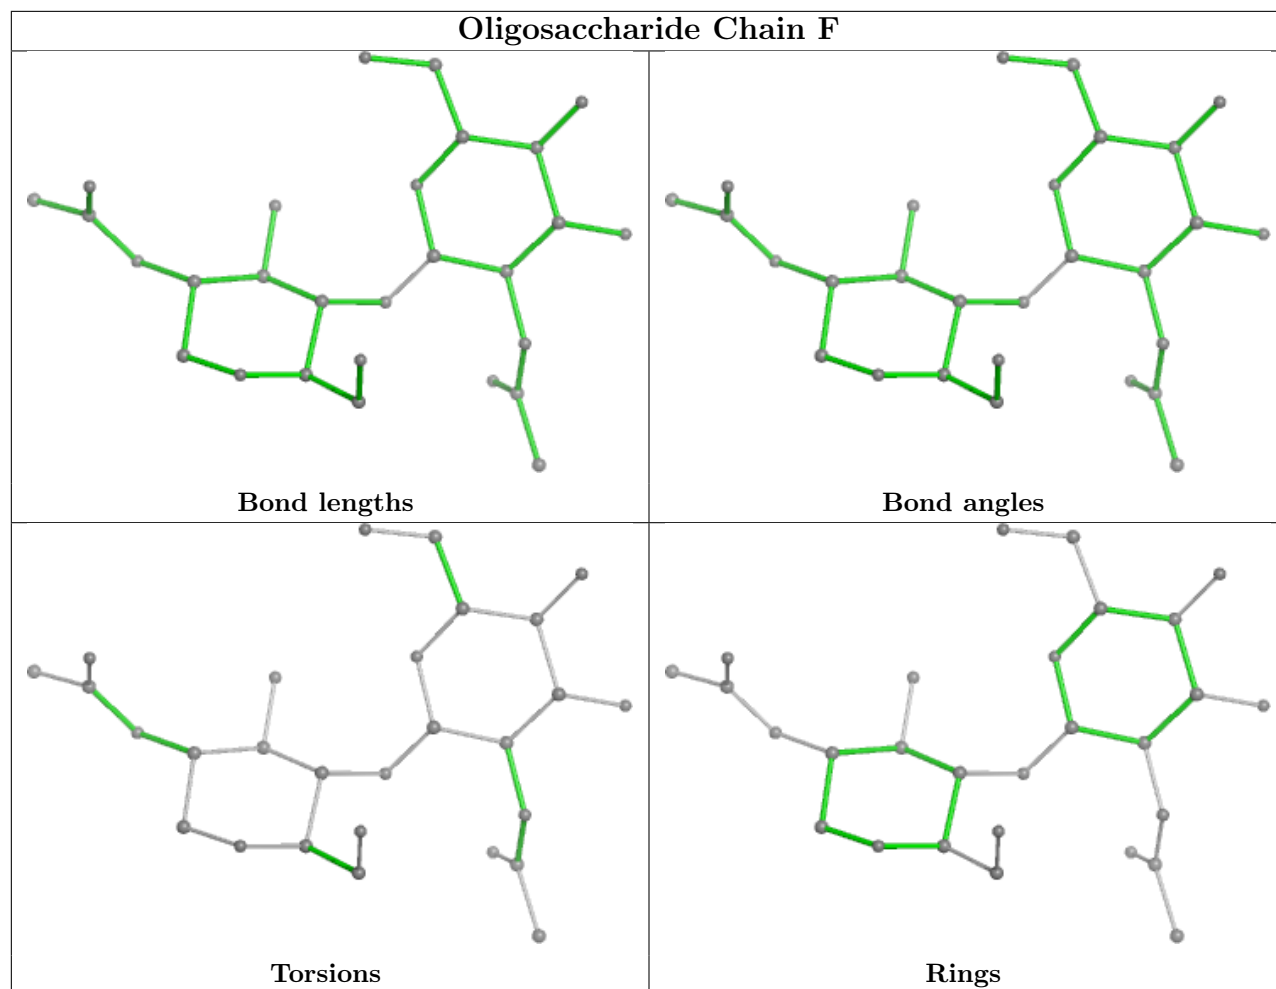 Oligosaccharide Chain F
Bond lengths
Bond angles
Torsions
Rings